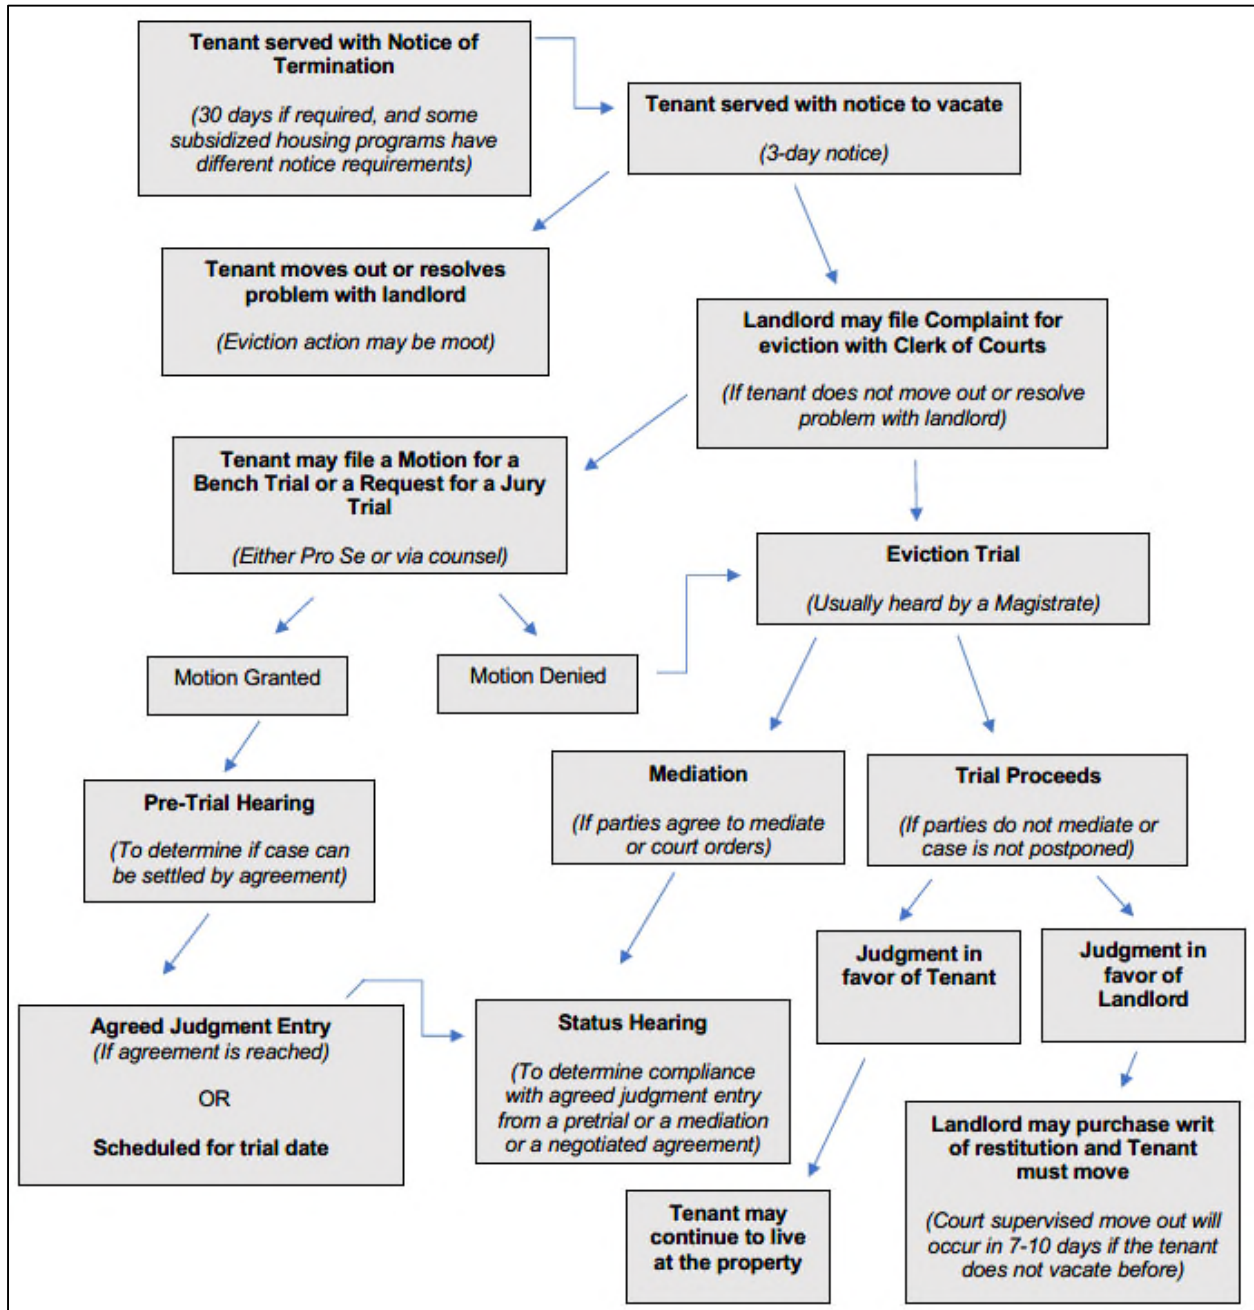 Tenant served with Notice of
Termination
(30 days if required, and some
subsidized housing programs have
different notice requirements)
Tenant served with notice to vacate
(3-day notice)
Tenant moves out or resolves
problem with landlord
(Eviction action may be moot)
Landlord may file Complaint for
eviction with Clerk of Courts
(If tenant does not move out or resolve
problem with landlord)
Tenant may file a Motion for a
Bench Trial or a Request for a Jury
Trial
(Either Pro Se or via counsel)
Eviction Trial
(Usually heard by a Magistrate)
Motion Granted
Motion Denied
Pre-Trial Hearing
(To determine if case can
be settled by agreement)
Mediation
(If parties agree to mediate
or court orders)
Trial Proceeds
(If parties do not mediate or
case is not postponed)
Judgment in
favor of Tenant
Judgment in
favor of
Landlord
Agreed Judgment Entry
(If agreement is reached)
OR
Scheduled for trial date
Status Hearing
(To determine compliance
with agreed judgment entry
from a pretrial or a mediation
or a negotiated agreement)
Tenant may
continue to live
at the property
Landlord may purchase writ
of restitution and Tenant
must move
(Court supervised move out will
occur in 7-10 days if the tenant
does not vacate before)